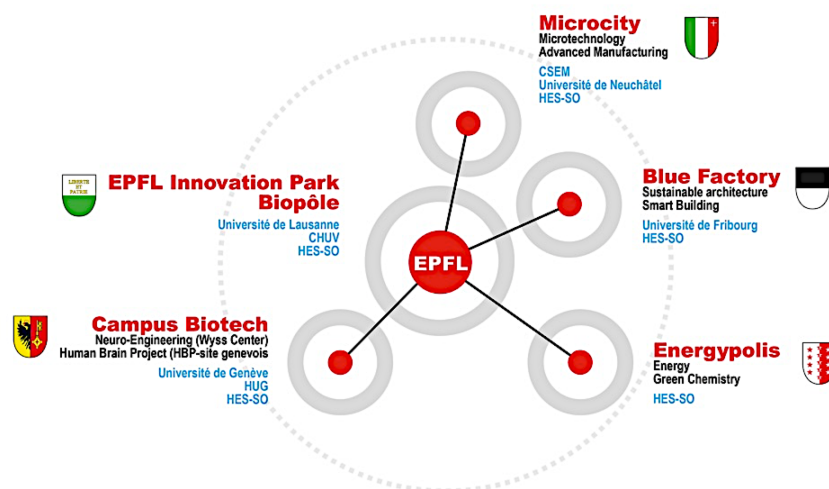 Microcity
Microtechnology
Advanced Manufacturing
CSEM
Université de Neuchâtel
HES-SO
LIBERTE
ET
PATRIE
EPFL Innovation Park
Biopôle
Université de Lausanne
CHUV
HES-SO
Blue Factory
Sustainable architecture
Smart Building
Université de Fribourg
HES-SO
EPFL
Campus Biotech
Neuro-Engineering (Wyss Center)
Human Brain Project (HBP-site genevois
Université de Genève
HUG
HES-SO
Energypolis
Energy
Green Chemistry
HES-SO